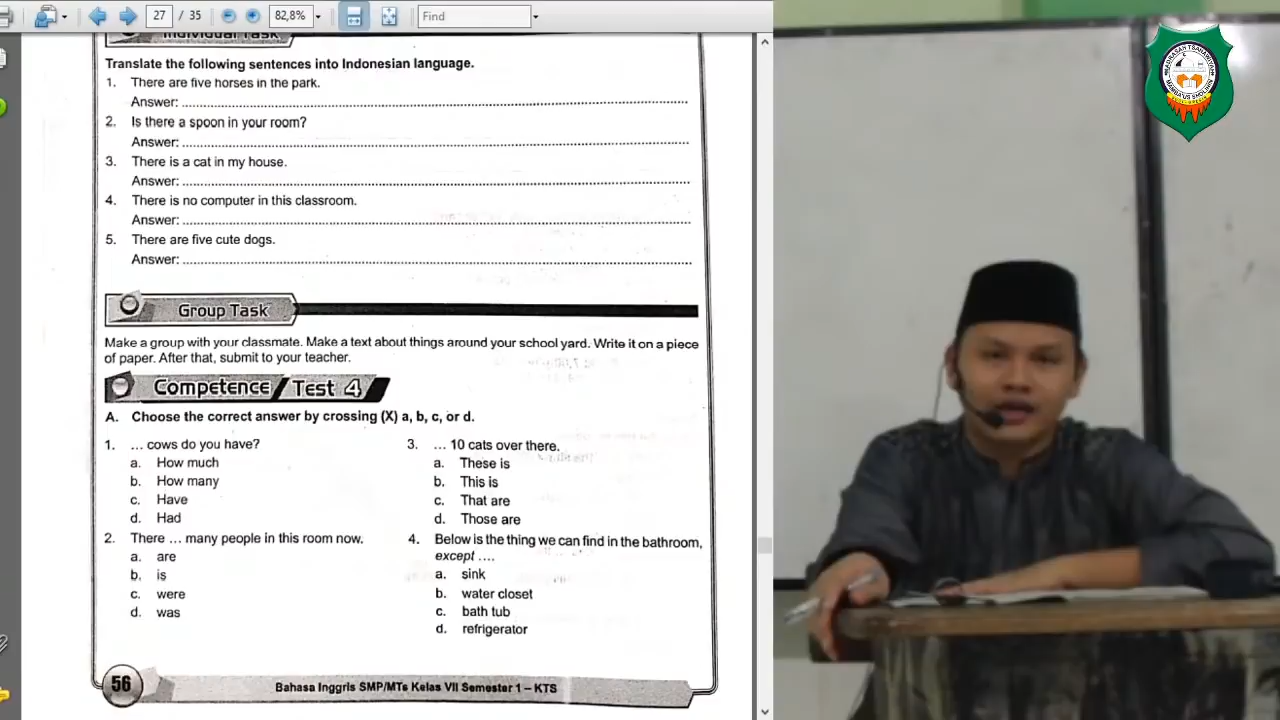 27 / 35
82,8%
Find
Individual Task
Translate the following sentences into Indonesian language.
1. There are five horses in the park.
Answer:
2. Is there a spoon in your room?
Answer:
3. There is a cat in my house.
Answer:
4. There is no computer in this classroom.
Answer:
5. There are five cute dogs.
Answer:
Group Task
Make a group with your classmate. Make a text about things around your school yard. Write it on a piece
of paper. After that, submit to your teacher.
Competence Test 4
A. Choose the correct answer by crossing (X) a, b, c, or d.
1. ... cows do you have?
a. How much
b. How many
c. Have
d. Had
2. There ... many people in this room now.
a. are
b. is
c. were
d. was
3. ... 10 cats over there.
a. These is
b. This is
c. That are
d. Those are
4. Below is the thing we can find in the bathroom,
except ....
a. sink
b. water closet
c. bath tub
d. refrigerator
56
Bahasa Inggris SMP/MTs Kelas VII Semester 1 – KTS
MADRASAH TSANAWIYAH
MAMBA'US SHOLIHIN